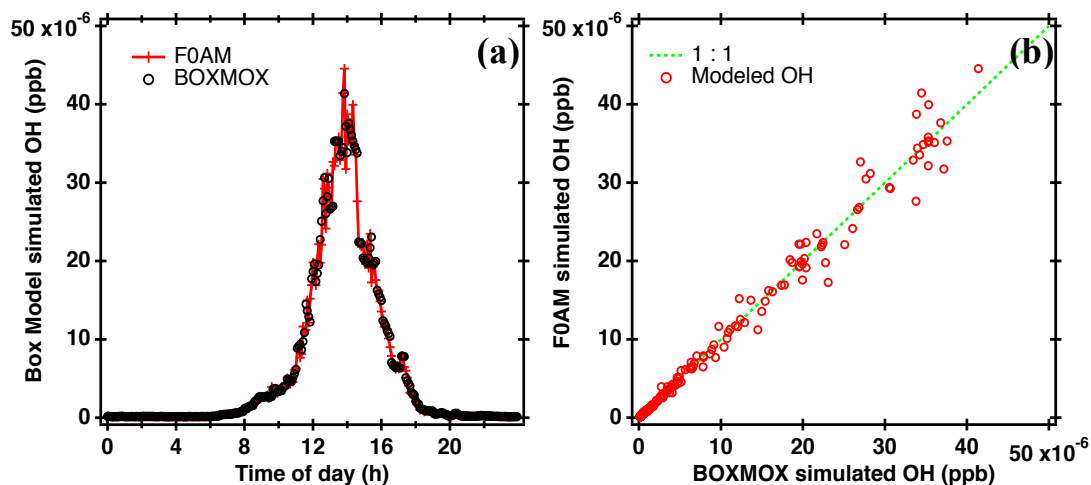 50 x10⁻⁶
40
30
20
10
0
Box Model simulated OH (ppb)
F0AM
BOXMOX
(a)
0
4
8
12
16
20
Time of day (h)
50 x10⁻⁶
40
30
20
10
0
F0AM simulated OH (ppb)
1 : 1
Modeled OH
(b)
0
10
20
30
40
50 x10⁻⁶
BOXMOX simulated OH (ppb)